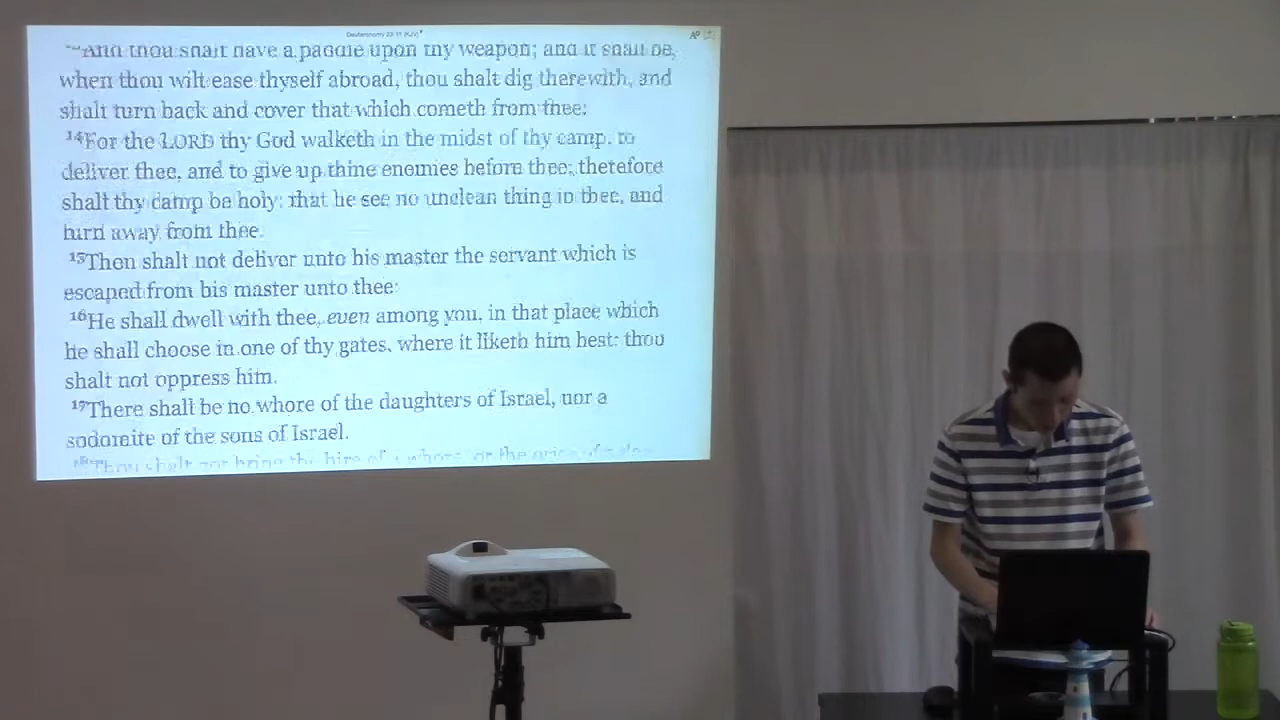 And thou shalt have a paddle upon thy weapon; and it shall be,
when thou wilt ease thyself abroad, thou shalt dig therewith, and
shalt turn back and cover that which cometh from thee:
14For the LORD thy God walketh in the midst of thy camp, to
deliver thee, and to give up thine enemies before thee; therefore
shalt thy camp be holy: that he see no unclean thing in thee, and
turn away from thee.
15Thou shalt not deliver unto his master the servant which is
escaped from his master unto thee:
16He shall dwell with thee, even among you, in that place which
he shall choose in one of thy gates, where it liketh him best: thou
shalt not oppress him.
17There shall be no whore of the daughters of Israel, nor a
sodomite of the sons of Israel.
Thou shalt not bring the hire of a whore, or the price of a dog